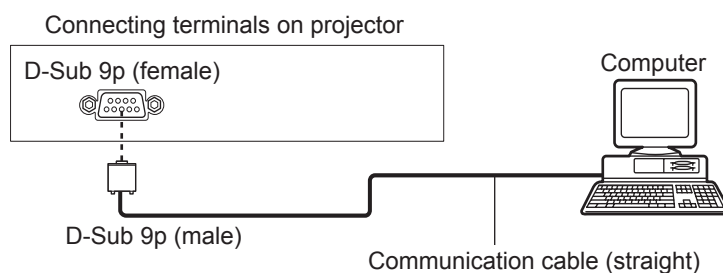 Connecting terminals on projector
D-Sub 9p (female)
Computer
D-Sub 9p (male)
Communication cable (straight)